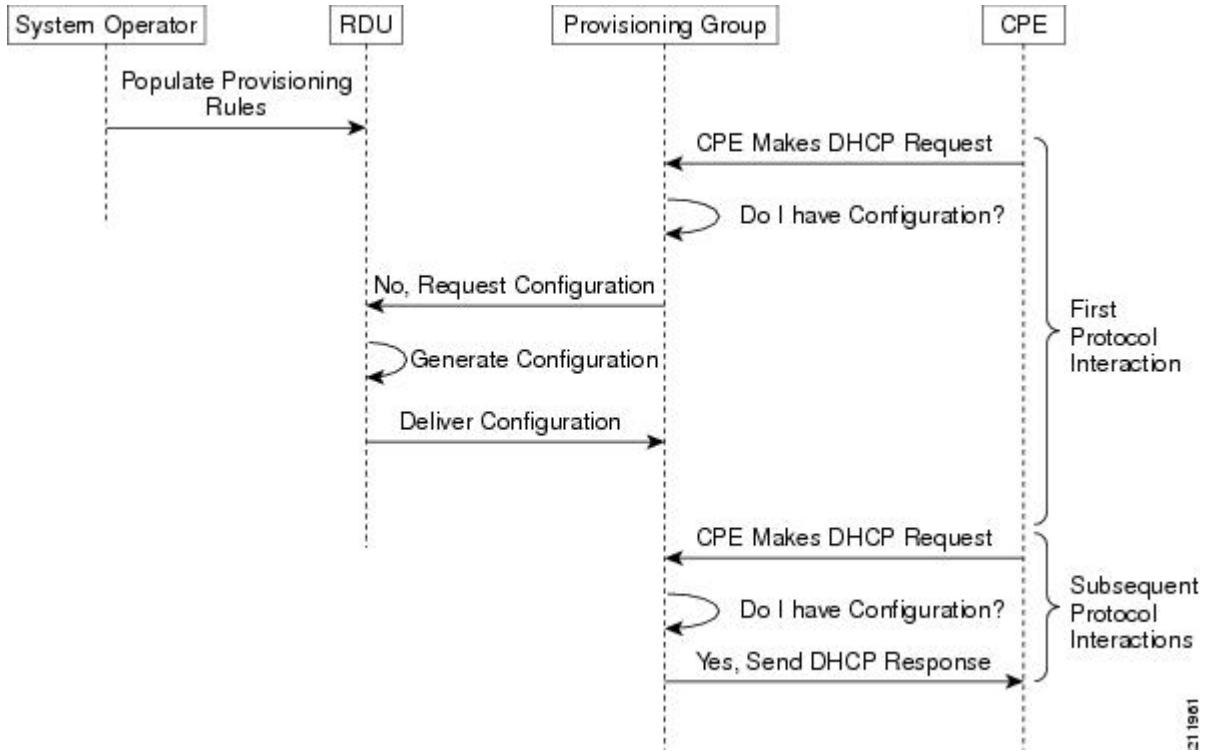 System Operator
RDU
Provisioning Group
CPE
Populate Provisioning
Rules
CPE Makes DHCP Request
Do I have Configuration?
No, Request Configuration
Generate Configuration
Deliver Configuration
First
Protocol
Interaction
CPE Makes DHCP Request
Do I have Configuration?
Yes, Send DHCP Response
Subsequent
Protocol
Interactions
211961